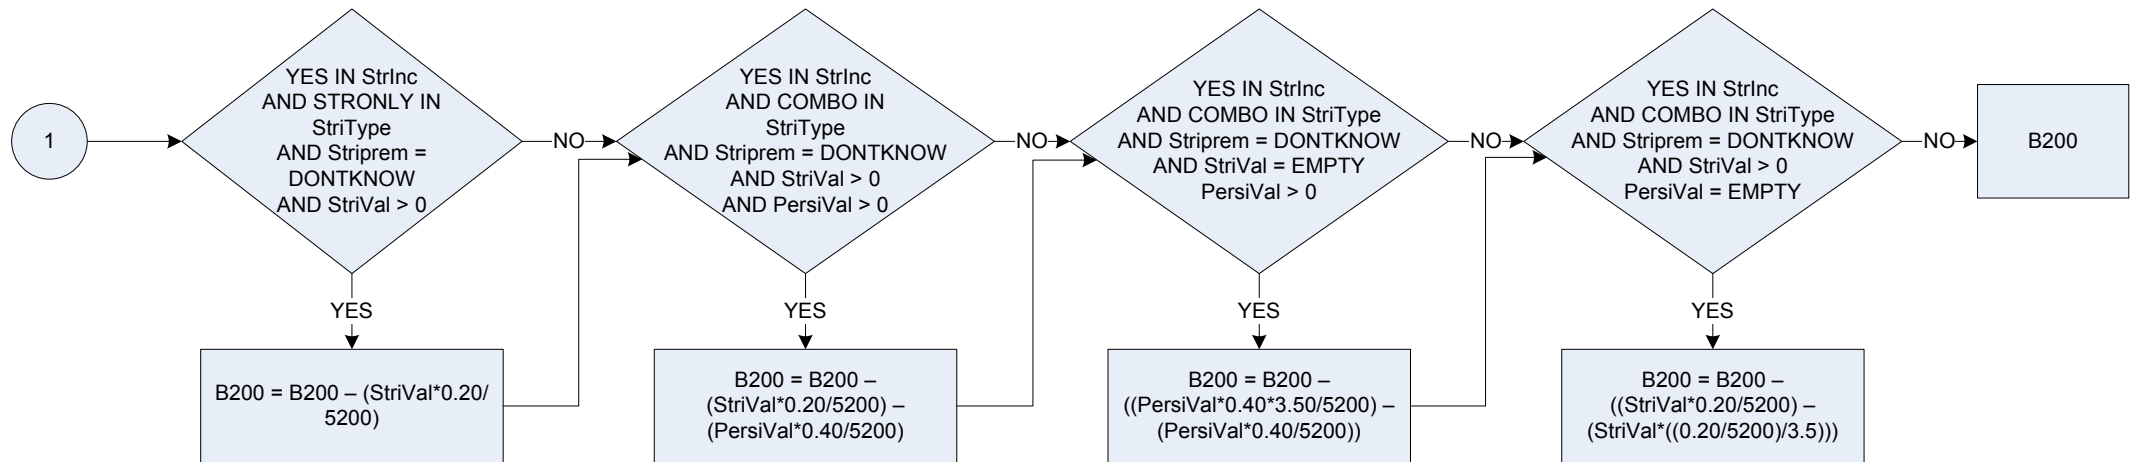 1
YES IN StrInc
AND STRONLY IN
StriType
AND Striprem =
DONTKNOW
AND StriVal > 0
NO
YES
B200 = B200 – (StriVal*0.20/
5200)
YES IN StrInc
AND COMBO IN
StriType
AND Striprem = DONTKNOW
AND StriVal > 0
AND PersiVal > 0
NO
YES
B200 = B200 –
(StriVal*0.20/5200) –
(PersiVal*0.40/5200)
YES IN StrInc
AND COMBO IN StriType
AND Striprem = DONTKNOW
AND StriVal = EMPTY
PersiVal > 0
NO
YES
B200 = B200 –
((PersiVal*0.40*3.50/5200) –
(PersiVal*0.40/5200))
YES IN StrInc
AND COMBO IN StriType
AND Striprem = DONTKNOW
AND StriVal > 0
PersiVal = EMPTY
NO
YES
B200 = B200 –
((StriVal*0.20/5200) –
(StriVal*((0.20/5200)/3.5)))
B200